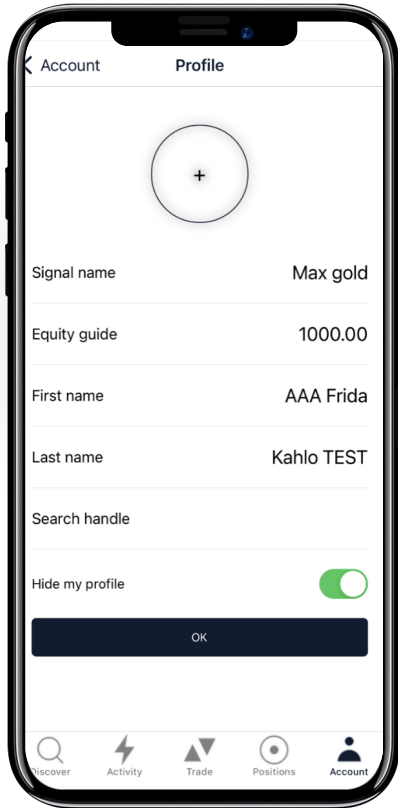 Account
Profile
+
Signal name
Max gold
Equity guide
1000.00
First name
AAA Frida
Last name
Kahlo TEST
Search handle
Hide my profile
OK
Discover
Activity
Trade
Positions
Account